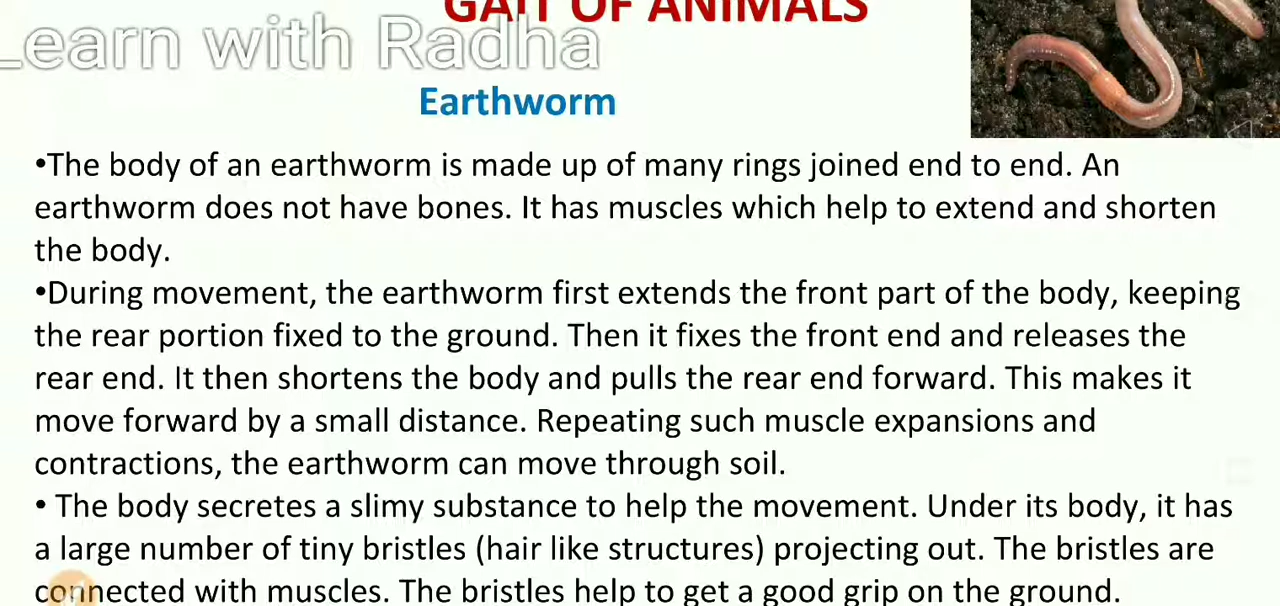 GAIT OF ANIMALS
Learn with Radha
Earthworm
•The body of an earthworm is made up of many rings joined end to end. An
earthworm does not have bones. It has muscles which help to extend and shorten
the body.
•During movement, the earthworm first extends the front part of the body, keeping
the rear portion fixed to the ground. Then it fixes the front end and releases the
rear end. It then shortens the body and pulls the rear end forward. This makes it
move forward by a small distance. Repeating such muscle expansions and
contractions, the earthworm can move through soil.
• The body secretes a slimy substance to help the movement. Under its body, it has
a large number of tiny bristles (hair like structures) projecting out. The bristles are
connected with muscles. The bristles help to get a good grip on the ground.